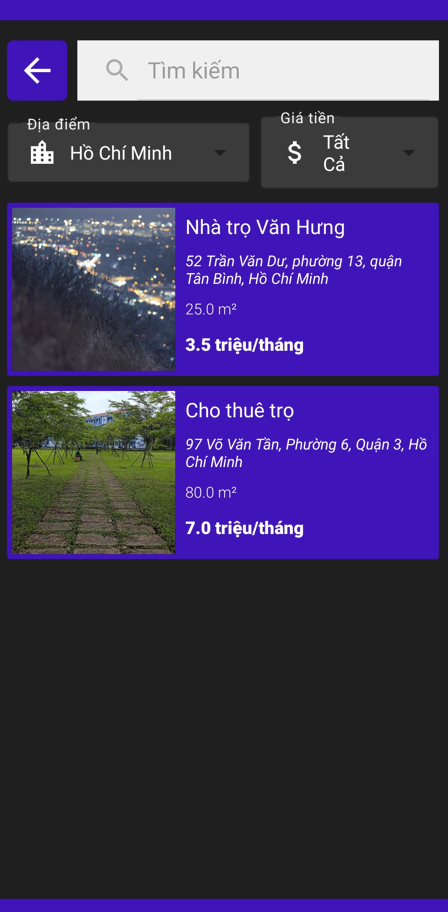 Tìm kiếm
Địa điểm
Hồ Chí Minh
Giá tiền
$
Tất
Cả
Nhà trọ Văn Hưng
52 Trần Văn Dư, phường 13, quận
Tân Bình, Hồ Chí Minh
25.0 m²
3.5 triệu/tháng
Cho thuê trọ
97 Võ Văn Tần, Phường 6, Quận 3, Hồ
Chí Minh
80.0 m²
7.0 triệu/tháng